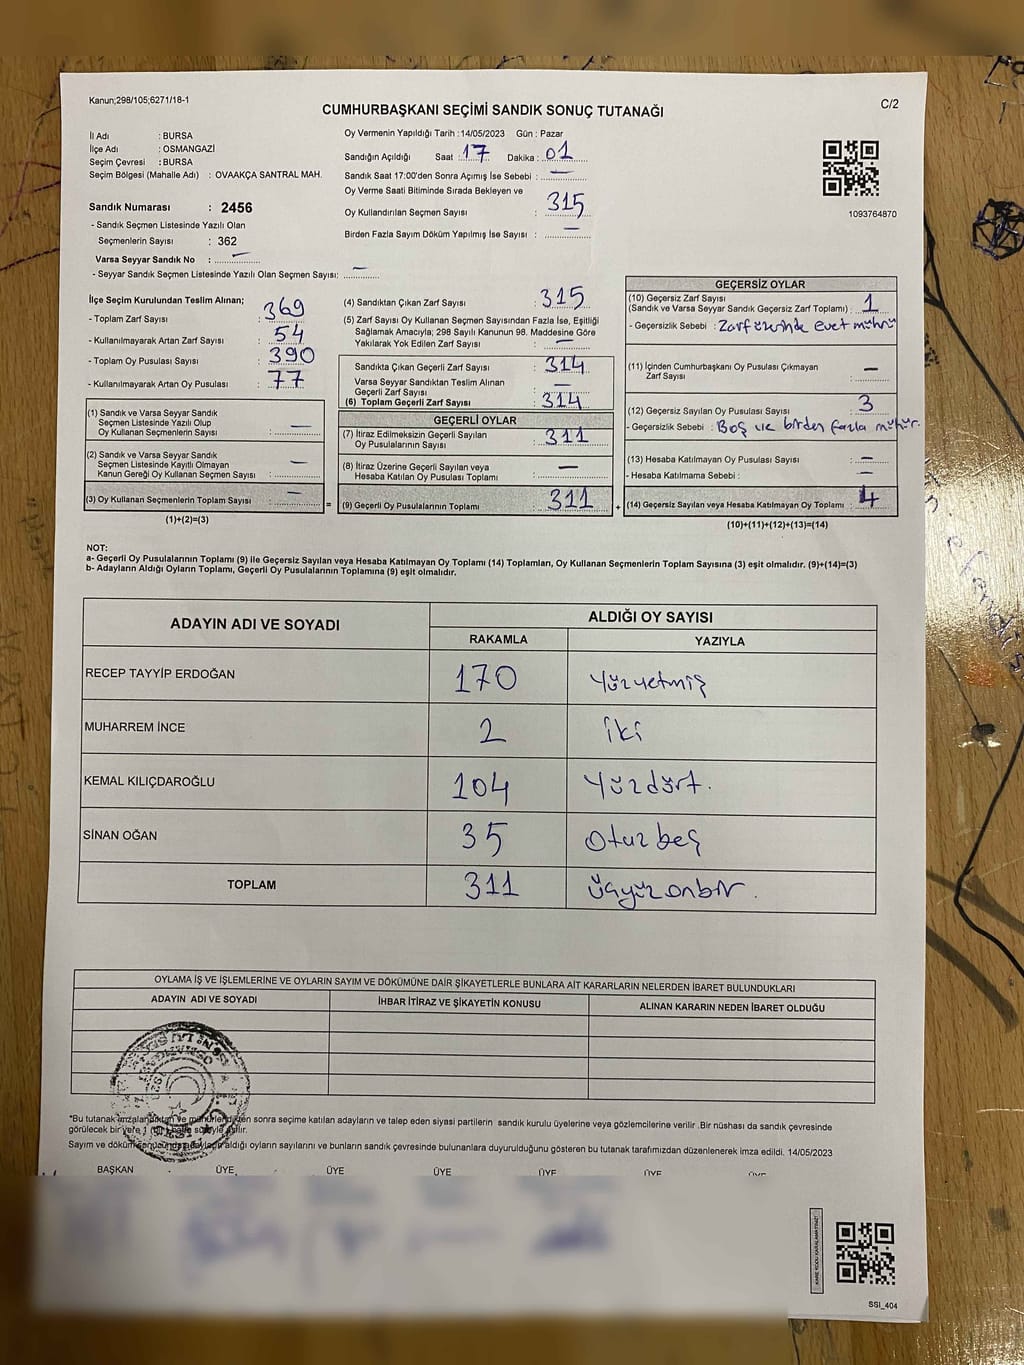 Kanun;298/105;6271/18-1
C/2
CUMHURBAŞKANI SEÇİMİ SANDIK SONUÇ TUTANAĞI
İl Adı : BURSA
İlçe Adı : OSMANGAZİ
Seçim Çevresi : BURSA
Seçim Bölgesi (Mahalle Adı) : OVAAKÇA SANTRAL MAH.
Sandık Numarası : 2456
- Sandık Seçmen Listesinde Yazılı Olan
Seçmenlerin Sayısı : 362
Varsa Seyyar Sandık No : —
- Seyyar Sandık Seçmen Listesinde Yazılı Olan Seçmen Sayısı: —
Oy Vermenin Yapıldığı Tarih :14/05/2023 Gün : Pazar
Sandığın Açıldığı Saat : 17 Dakika : 01
Sandık Saat 17:00'den Sonra Açımış İse Sebebi : —
Oy Verme Saati Bitiminde Sırada Bekleyen ve
Oy Kullandırılan Seçmen Sayısı : 315
Birden Fazla Sayım Döküm Yapılmış İse Sayısı : —
1093764870
İlçe Seçim Kurulundan Teslim Alınan;
- Toplam Zarf Sayısı : 369
- Kullanılmayarak Artan Zarf Sayısı : 54
- Toplam Oy Pusulası Sayısı : 390
- Kullanılmayarak Artan Oy Pusulası : 77
(1) Sandık ve Varsa Seyyar Sandık
Seçmen Listesinde Yazılı Olup
Oy Kullanan Seçmenlerin Sayısı : —
(2) Sandık ve Varsa Seyyar Sandık
Seçmen Listesinde Kayıtlı Olmayan
Kanun Gereği Oy Kullanan Seçmen Sayısı : —
(3) Oy Kullanan Seçmenlerin Toplam Sayısı : —
(1)+(2)=(3)
(4) Sandıktan Çıkan Zarf Sayısı : 315
(5) Zarf Sayısı Oy Kullanan Seçmen Sayısından Fazla İse, Eşitliği
Sağlamak Amacıyla; 298 Sayılı Kanunun 98. Maddesine Göre
Yakılarak Yok Edilen Zarf Sayısı : —
Sandıkta Çıkan Geçerli Zarf Sayısı : 314
Varsa Seyyar Sandıktan Teslim Alınan
Geçerli Zarf Sayısı : —
(6) Toplam Geçerli Zarf Sayısı : 314
GEÇERLİ OYLAR
(7) İtiraz Edilmeksizin Geçerli Sayılan
Oy Pusulalarının Sayısı : 311
(8) İtiraz Üzerine Geçerli Sayılan veya
Hesaba Katılan Oy Pusulası Toplamı : —
= (9) Geçerli Oy Pusulalarının Toplamı : 311
GEÇERSİZ OYLAR
(10) Geçersiz Zarf Sayısı
(Sandık ve Varsa Seyyar Sandık Geçersiz Zarf Toplamı) : 1
- Geçersizlik Sebebi : Zarf üzerinde evet mührü
(11) İçinden Cumhurbaşkanı Oy Pusulası Çıkmayan
Zarf Sayısı : —
(12) Geçersiz Sayılan Oy Pusulası Sayısı : 3
- Geçersizlik Sebebi : Boş ve birden fazla mühür.
(13) Hesaba Katılmayan Oy Pusulası Sayısı : —
- Hesaba Katılmama Sebebi : —
+ (14) Geçersiz Sayılan veya Hesaba Katılmayan Oy Toplamı : 4
(10)+(11)+(12)+(13)=(14)
NOT:
a- Geçerli Oy Pusulalarının Toplamı (9) ile Geçersiz Sayılan veya Hesaba Katılmayan Oy Toplamı (14) Toplamları, Oy Kullanan Seçmenlerin Toplam Sayısına (3) eşit olmalıdır. (9)+(14)=(3)
b- Adayların Aldığı Oyların Toplamı, Geçerli Oy Pusulalarının Toplamına (9) eşit olmalıdır.
ADAYIN ADI VE SOYADI ALDIĞI OY SAYISI
RAKAMLA YAZIYLA
RECEP TAYYİP ERDOĞAN 170 Yüzyetmiş
MUHARREM İNCE 2 iki
KEMAL KILIÇDAROĞLU 104 Yüzdört.
SİNAN OĞAN 35 Otuz beş
TOPLAM 311 üçyüz onbir.
OYLAMA İŞ VE İŞLEMLERİNE VE OYLARIN SAYIM VE DÖKÜMÜNE DAİR ŞİKAYETLERLE BUNLARA AİT KARARLARIN NELERDEN İBARET BULUNDUKLARI
ADAYIN ADI VE SOYADI İHBAR İTİRAZ VE ŞİKAYETİN KONUSU ALINAN KARARIN NEDEN İBARET OLDUĞU
*Bu tutanak imzalandıktan ve mühürlendikten sonra seçime katılan adayların ve talep eden siyasi partilerin sandık kurulu üyelerine veya gözlemcilerine verilir .Bir nüshası da sandık çevresinde
görülecek bir yere 1 (bir) hafta süreyle asılır.
Sayım ve döküm sonucunda adayların aldığı oyların sayılarını ve bunların sandık çevresinde bulunanlara duyurulduğunu gösteren bu tutanak tarafımızdan düzenlenerek imza edildi. 14/05/2023
BAŞKAN ÜYE ÜYE ÜYE ÜYE ÜYE ÜYE
SSI_404